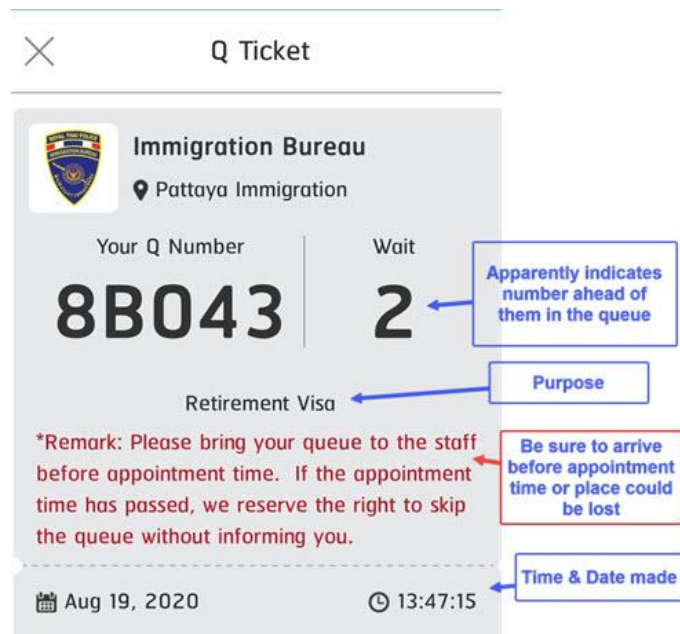 Q Ticket
ROYAL THAI POLICE
Immigration Bureau
Pattaya Immigration
Your Q Number
Wait
8B043
2
Apparently indicates
number ahead of
them in the queue
Retirement Visa
Purpose
*Remark: Please bring your queue to the staff
before appointment time. If the appointment
time has passed, we reserve the right to skip
the queue without informing you.
Be sure to arrive
before appointment
time or place could
be lost
Aug 19, 2020
13:47:15
Time & Date made